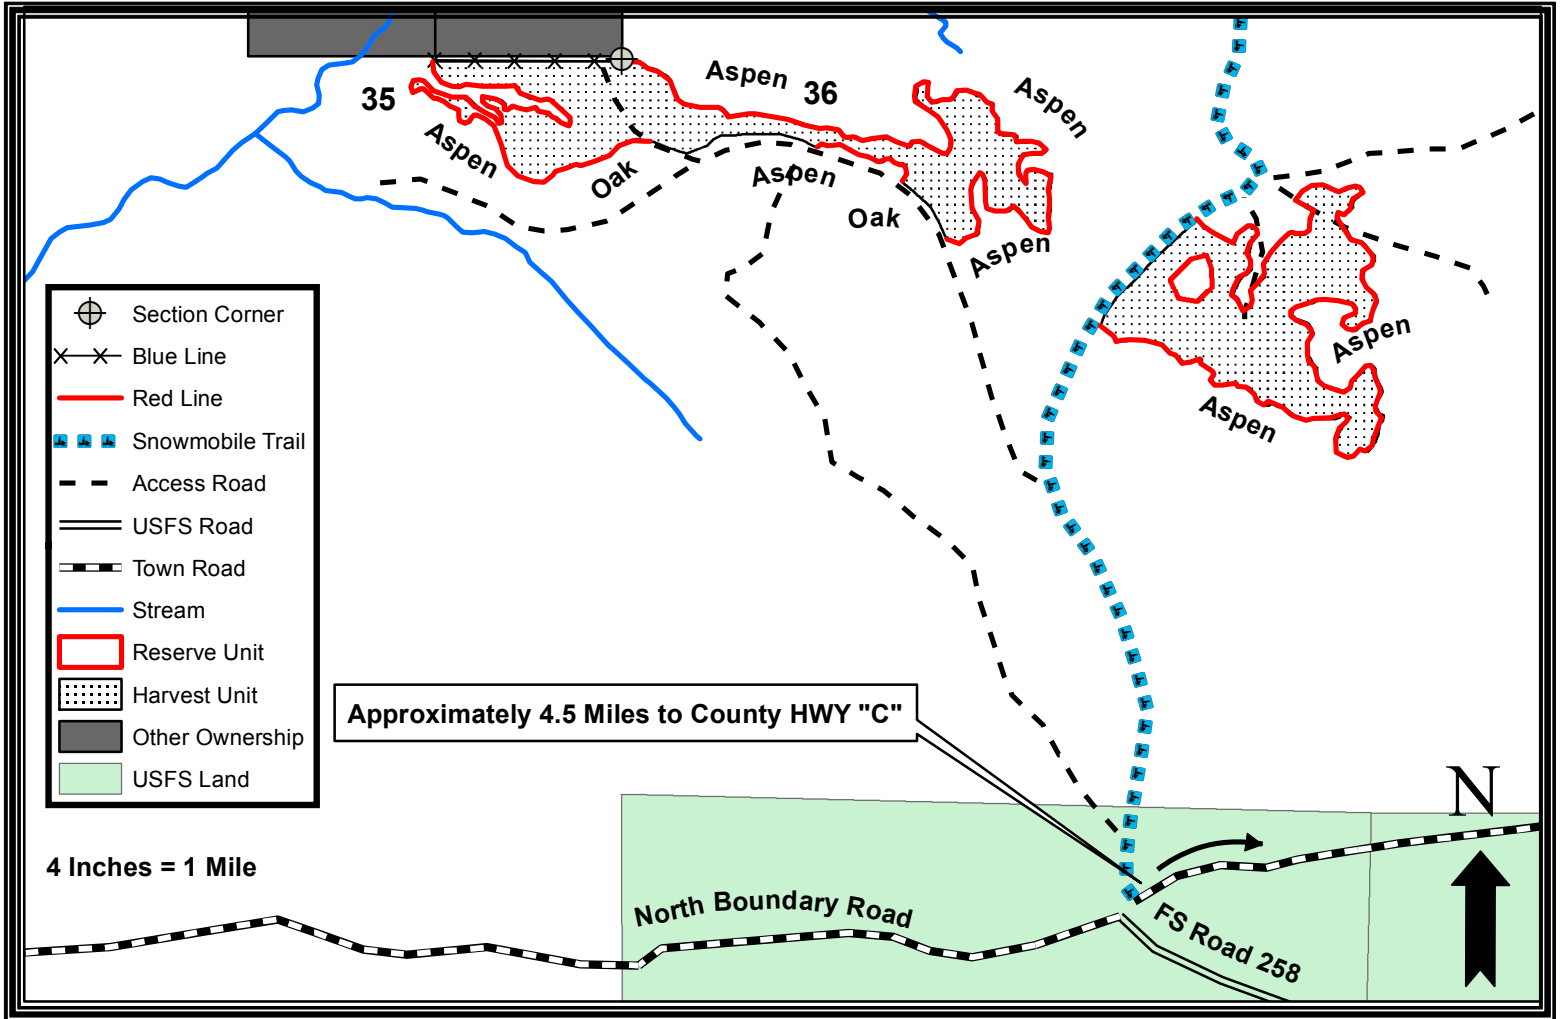 Aspen
36
Aspen
35
Aspen
Oak
Aspen
Oak
Aspen
Aspen
Aspen
Section Corner
Blue Line
Red Line
Snowmobile Trail
Access Road
USFS Road
Town Road
Stream
Reserve Unit
Harvest Unit
Other Ownership
USFS Land
Approximately 4.5 Miles to County HWY "C"
N
4 Inches = 1 Mile
North Boundary Road
FS Road 258